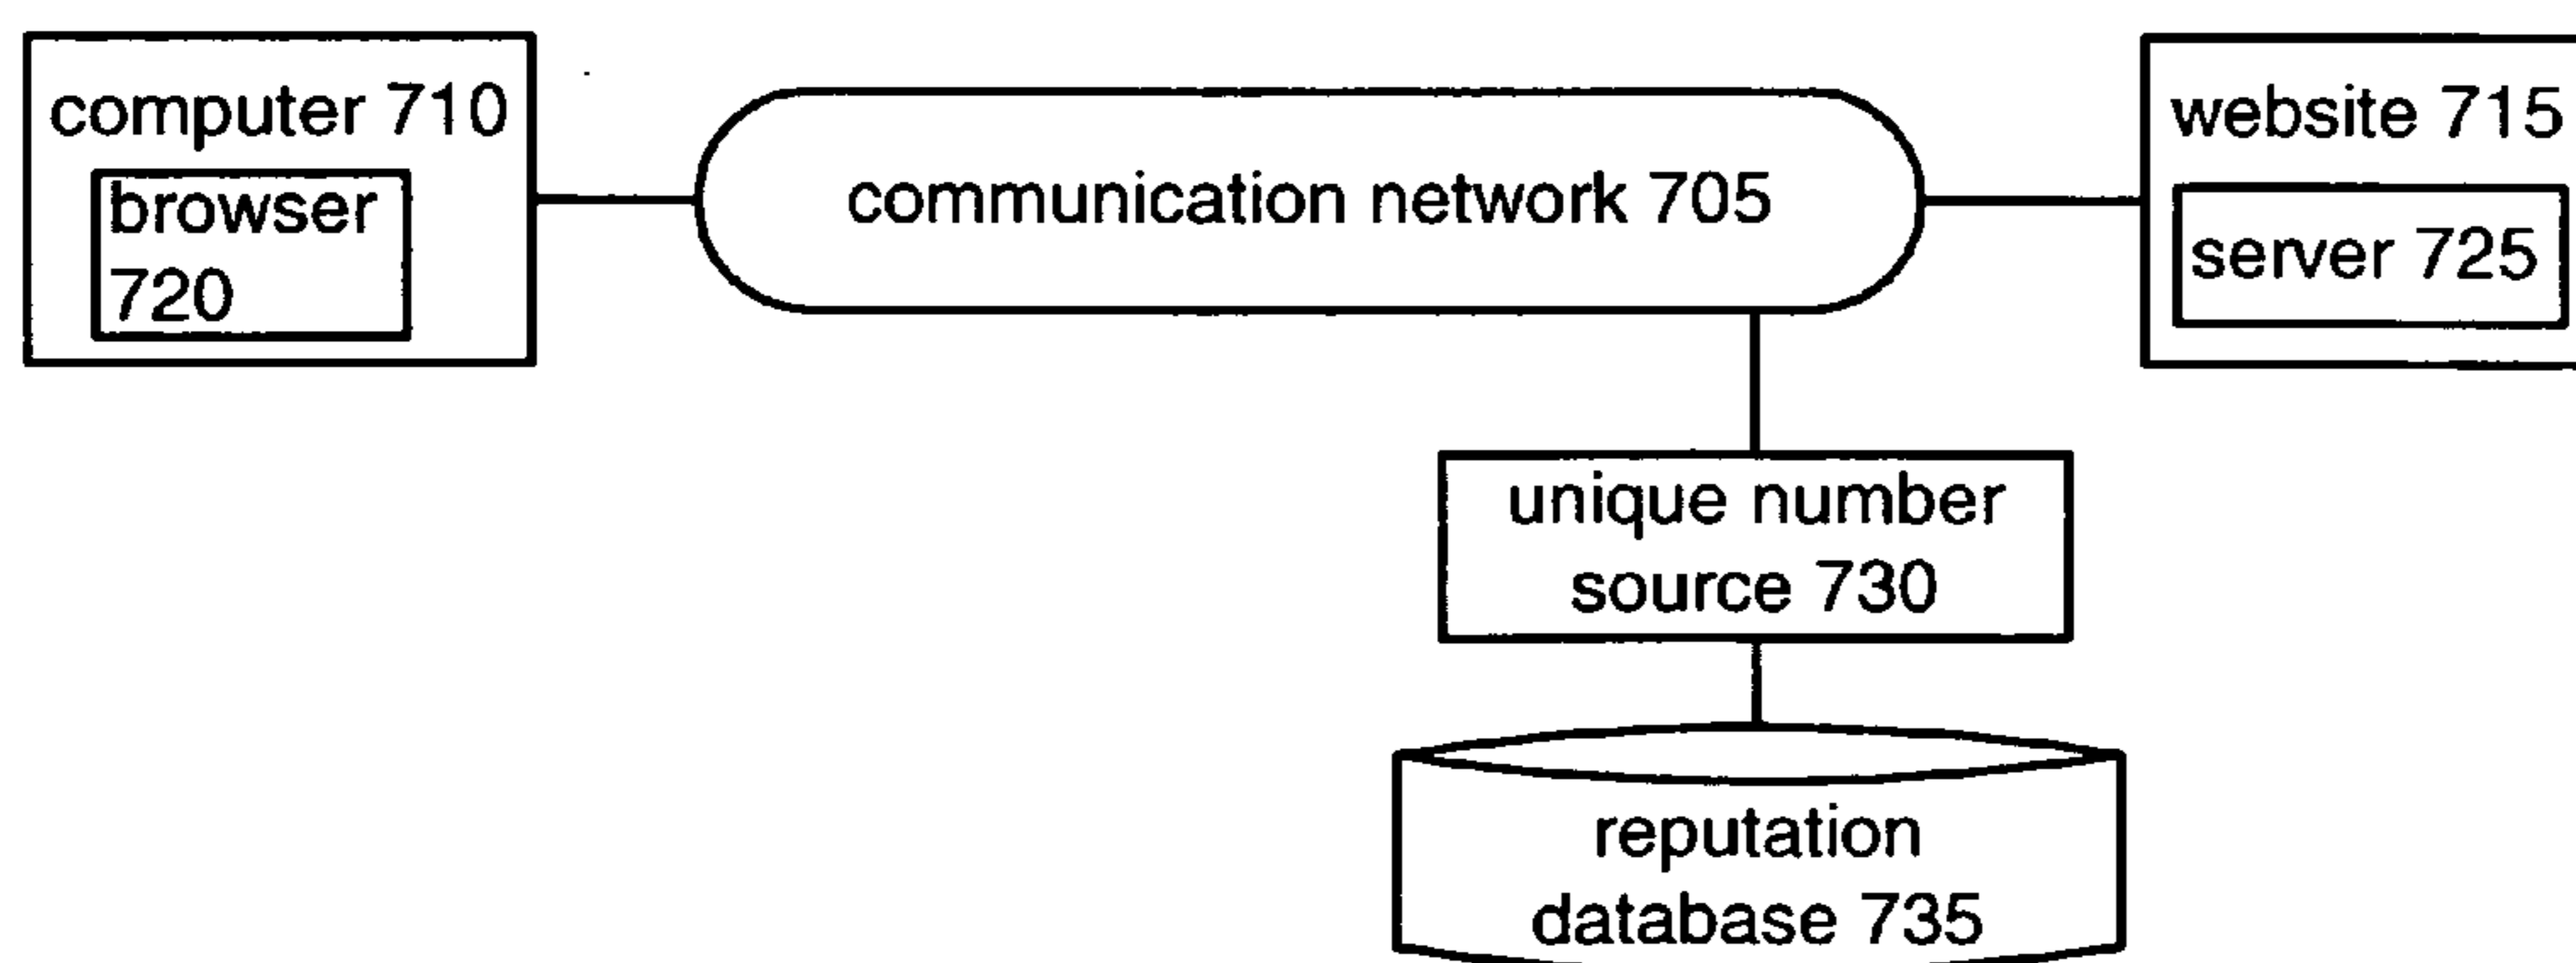 computer 710
browser
720
communication network 705
website 715
server 725
unique number
source 730
reputation
database 735